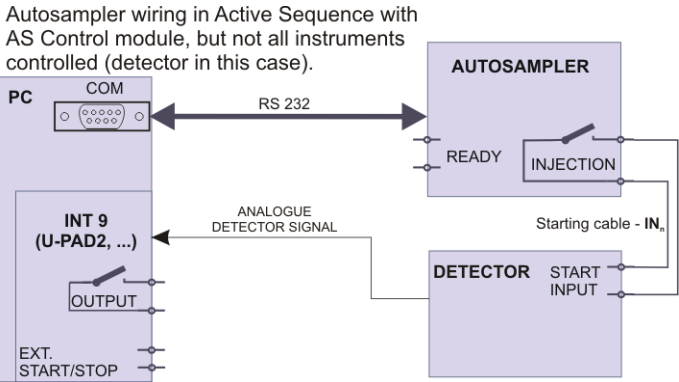 Autosampler wiring in Active Sequence with
AS Control module, but not all instruments
controlled (detector in this case).
PC
COM
RS 232
AUTOSAMPLER
READY
INJECTION
INT 9
(U-PAD2, ...)
ANALOGUE
DETECTOR SIGNAL
Starting cable - INn
OUTPUT
DETECTOR
START
INPUT
EXT.
START/STOP